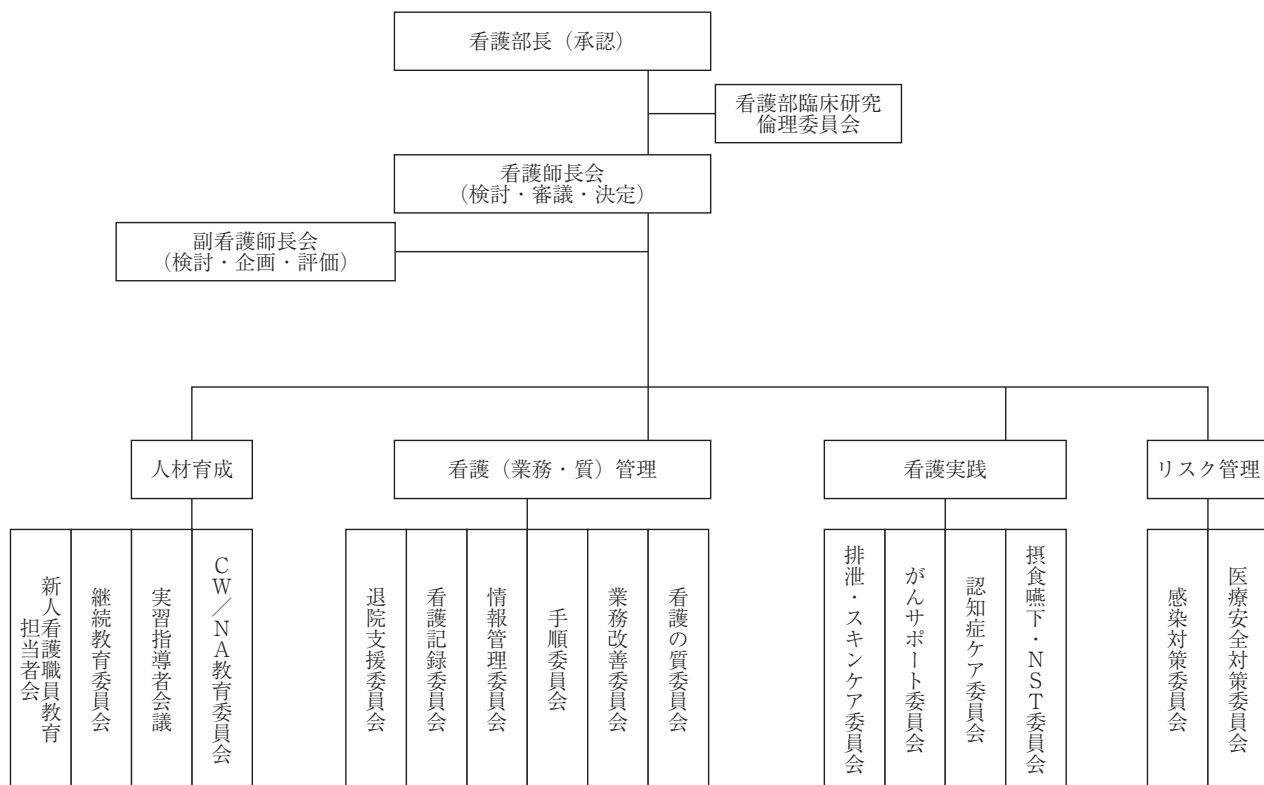 看護部長（承認）
看護部臨床研究
倫理委員会
看護師長会
（検討・審議・決定）
副看護師長会
（検討・企画・評価）
人材育成
看護（業務・質）管理
看護実践
リスク管理
新人看護職員教育
担当者会
継続教育委員会
実習指導者会議
CW／NA教育委員会
退院支援委員会
看護記録委員会
情報管理委員会
手順委員会
業務改善委員会
看護の質委員会
排泄・スキンケア委員会
がんサポート委員会
認知症ケア委員会
摂食嚥下・NST委員会
感染対策委員会
医療安全対策委員会